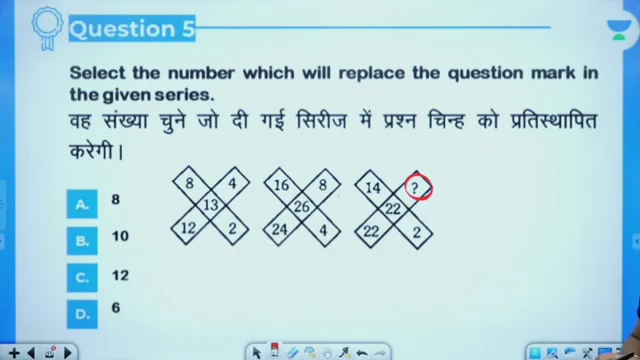 Question 5
Select the number which will replace the question mark in
the given series.
वह संख्या चुने जो दी गई सिरीज में प्रश्न चिन्ह को प्रतिस्थापित
करेगी।
8 4 16 8 14 ?
13 26 22
12 2 24 4 22 2
A. 8
B. 10
C. 12
D. 6